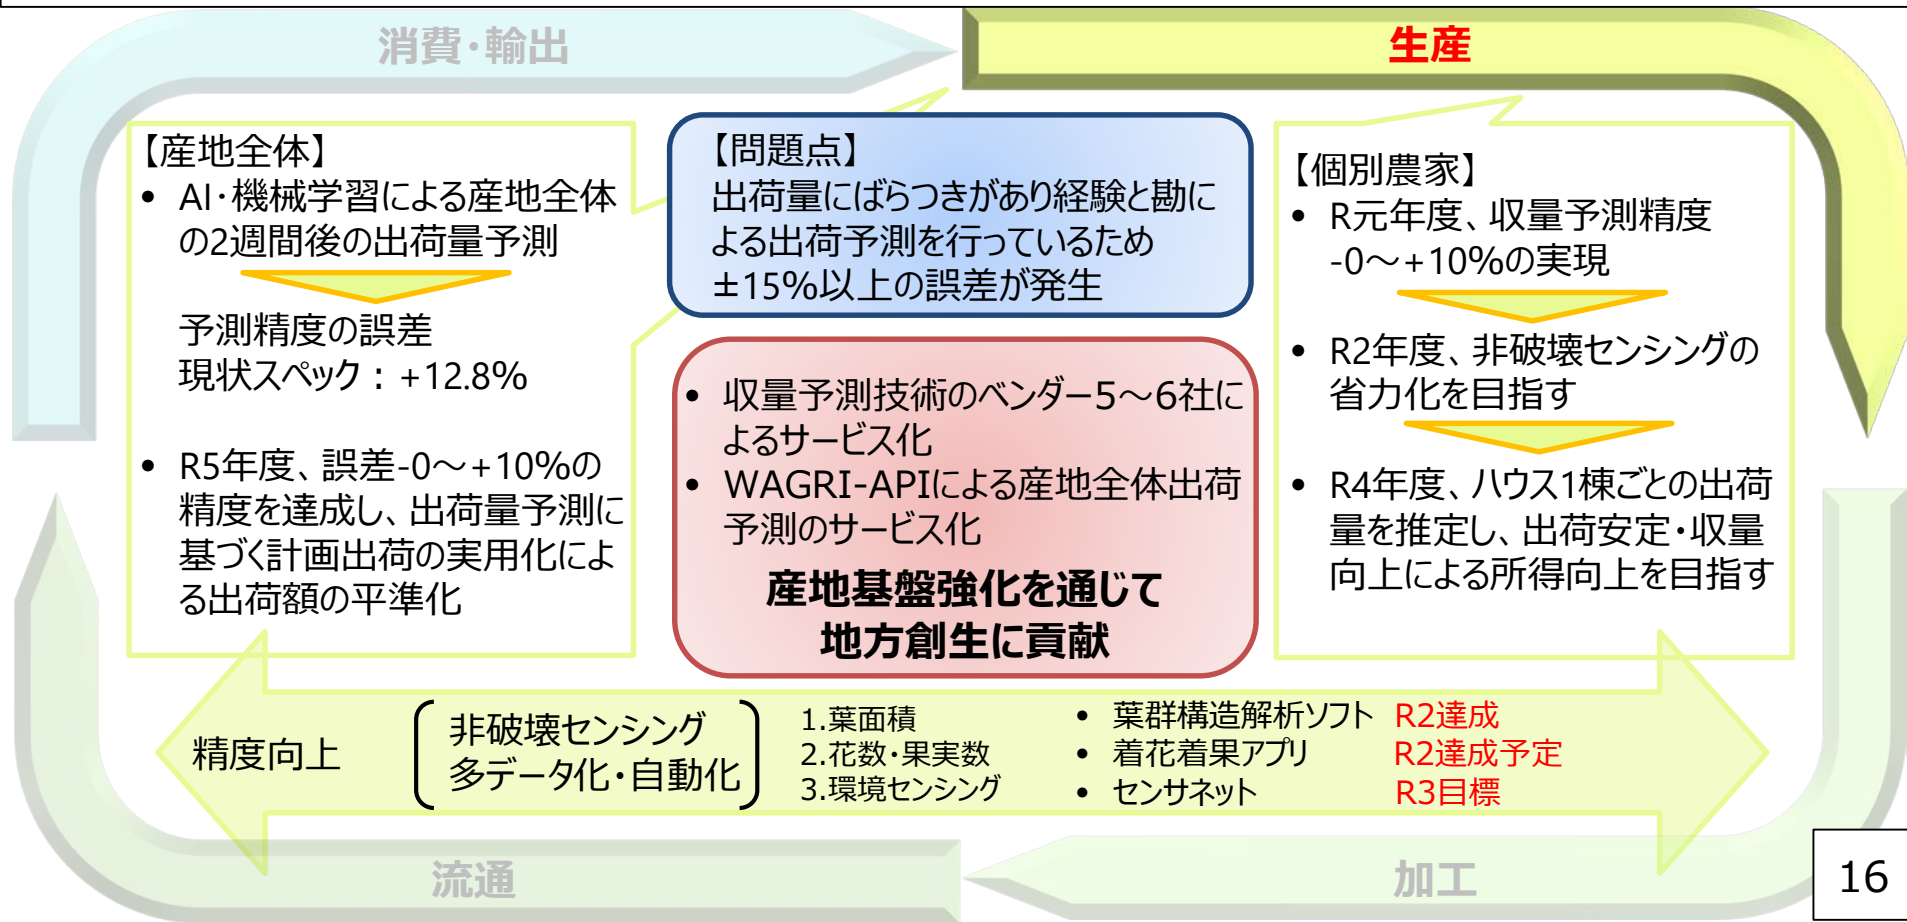 消費・輸出
生産
【産地全体】
• AI・機械学習による産地全体
の2週間後の出荷量予測
予測精度の誤差
現状スペック：+12.8%
• R5年度、誤差-0～+10%の
精度を達成し、出荷量予測に
基づく計画出荷の実用化によ
る出荷額の平準化
【問題点】
出荷量にばらつきがあり経験と勘に
よる出荷予測を行っているため
±15%以上の誤差が発生
• 収量予測技術のベンダー5～6社に
よるサービス化
• WAGRI-APIによる産地全体出荷
予測のサービス化
産地基盤強化を通じて
地方創生に貢献
【個別農家】
• R元年度、収量予測精度
-0～+10%の実現
• R2年度、非破壊センシングの
省力化を目指す
• R4年度、ハウス1棟ごとの出荷
量を推定し、出荷安定・収量
向上による所得向上を目指す
精度向上
非破壊センシング
多データ化・自動化
1.葉面積
2.花数・果実数
3.環境センシング
• 葉群構造解析ソフト R2達成
• 着花着果アプリ R2達成予定
• センサネット R3目標
流通
加工
16